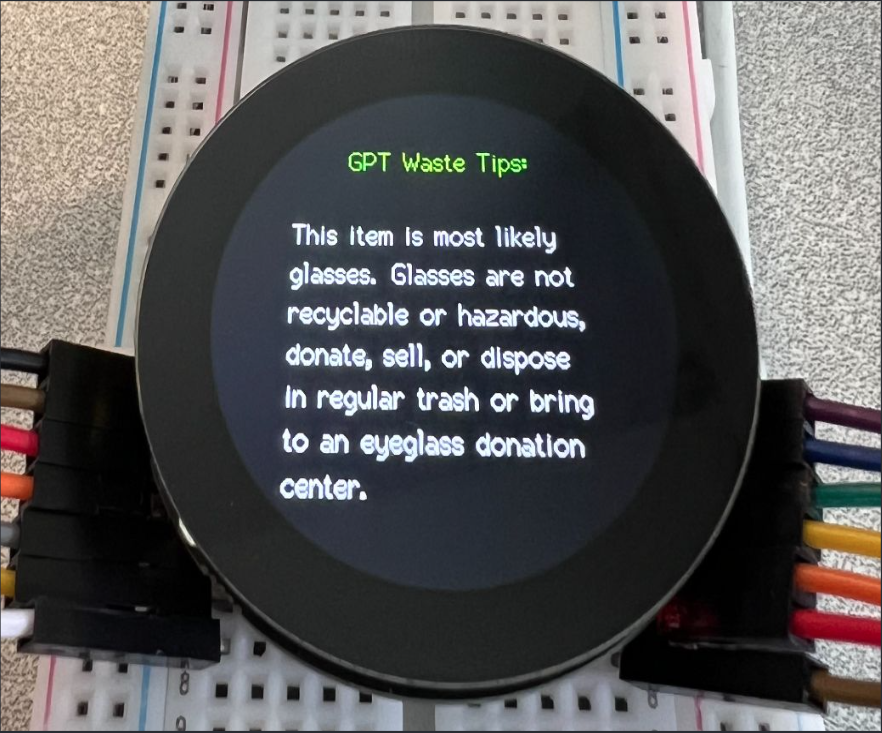 GPT Waste Tips:
This item is most likely
glasses. Glasses are not
recyclable or hazardous,
donate, sell, or dispose
in regular trash or bring
to an eyeglass donation
center.